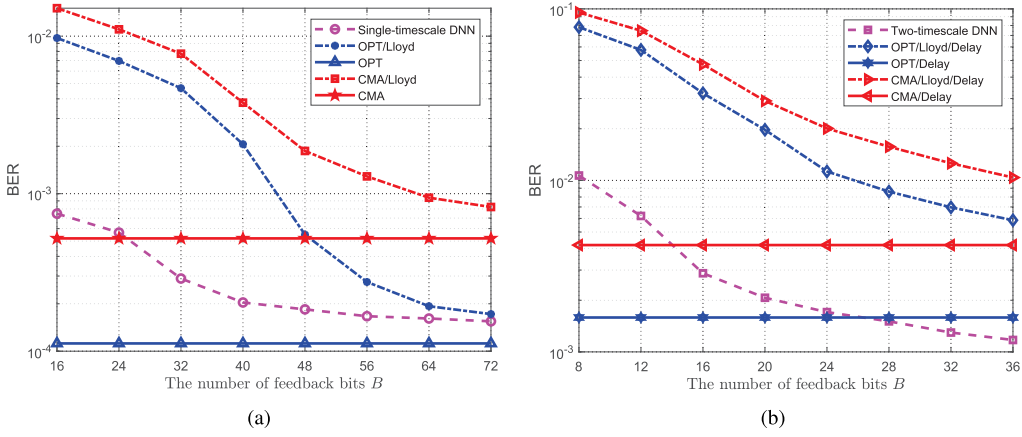 10^-2
10^-3
10^-4
BER
16 24 32 40 48 56 64 72
The number of feedback bits B
Single-timescale DNN
OPT/Lloyd
OPT
CMA/Lloyd
CMA
(a)
10^-1
10^-2
10^-3
BER
8 12 16 20 24 28 32 36
The number of feedback bits B
Two-timescale DNN
OPT/Lloyd/Delay
OPT/Delay
CMA/Lloyd/Delay
CMA/Delay
(b)